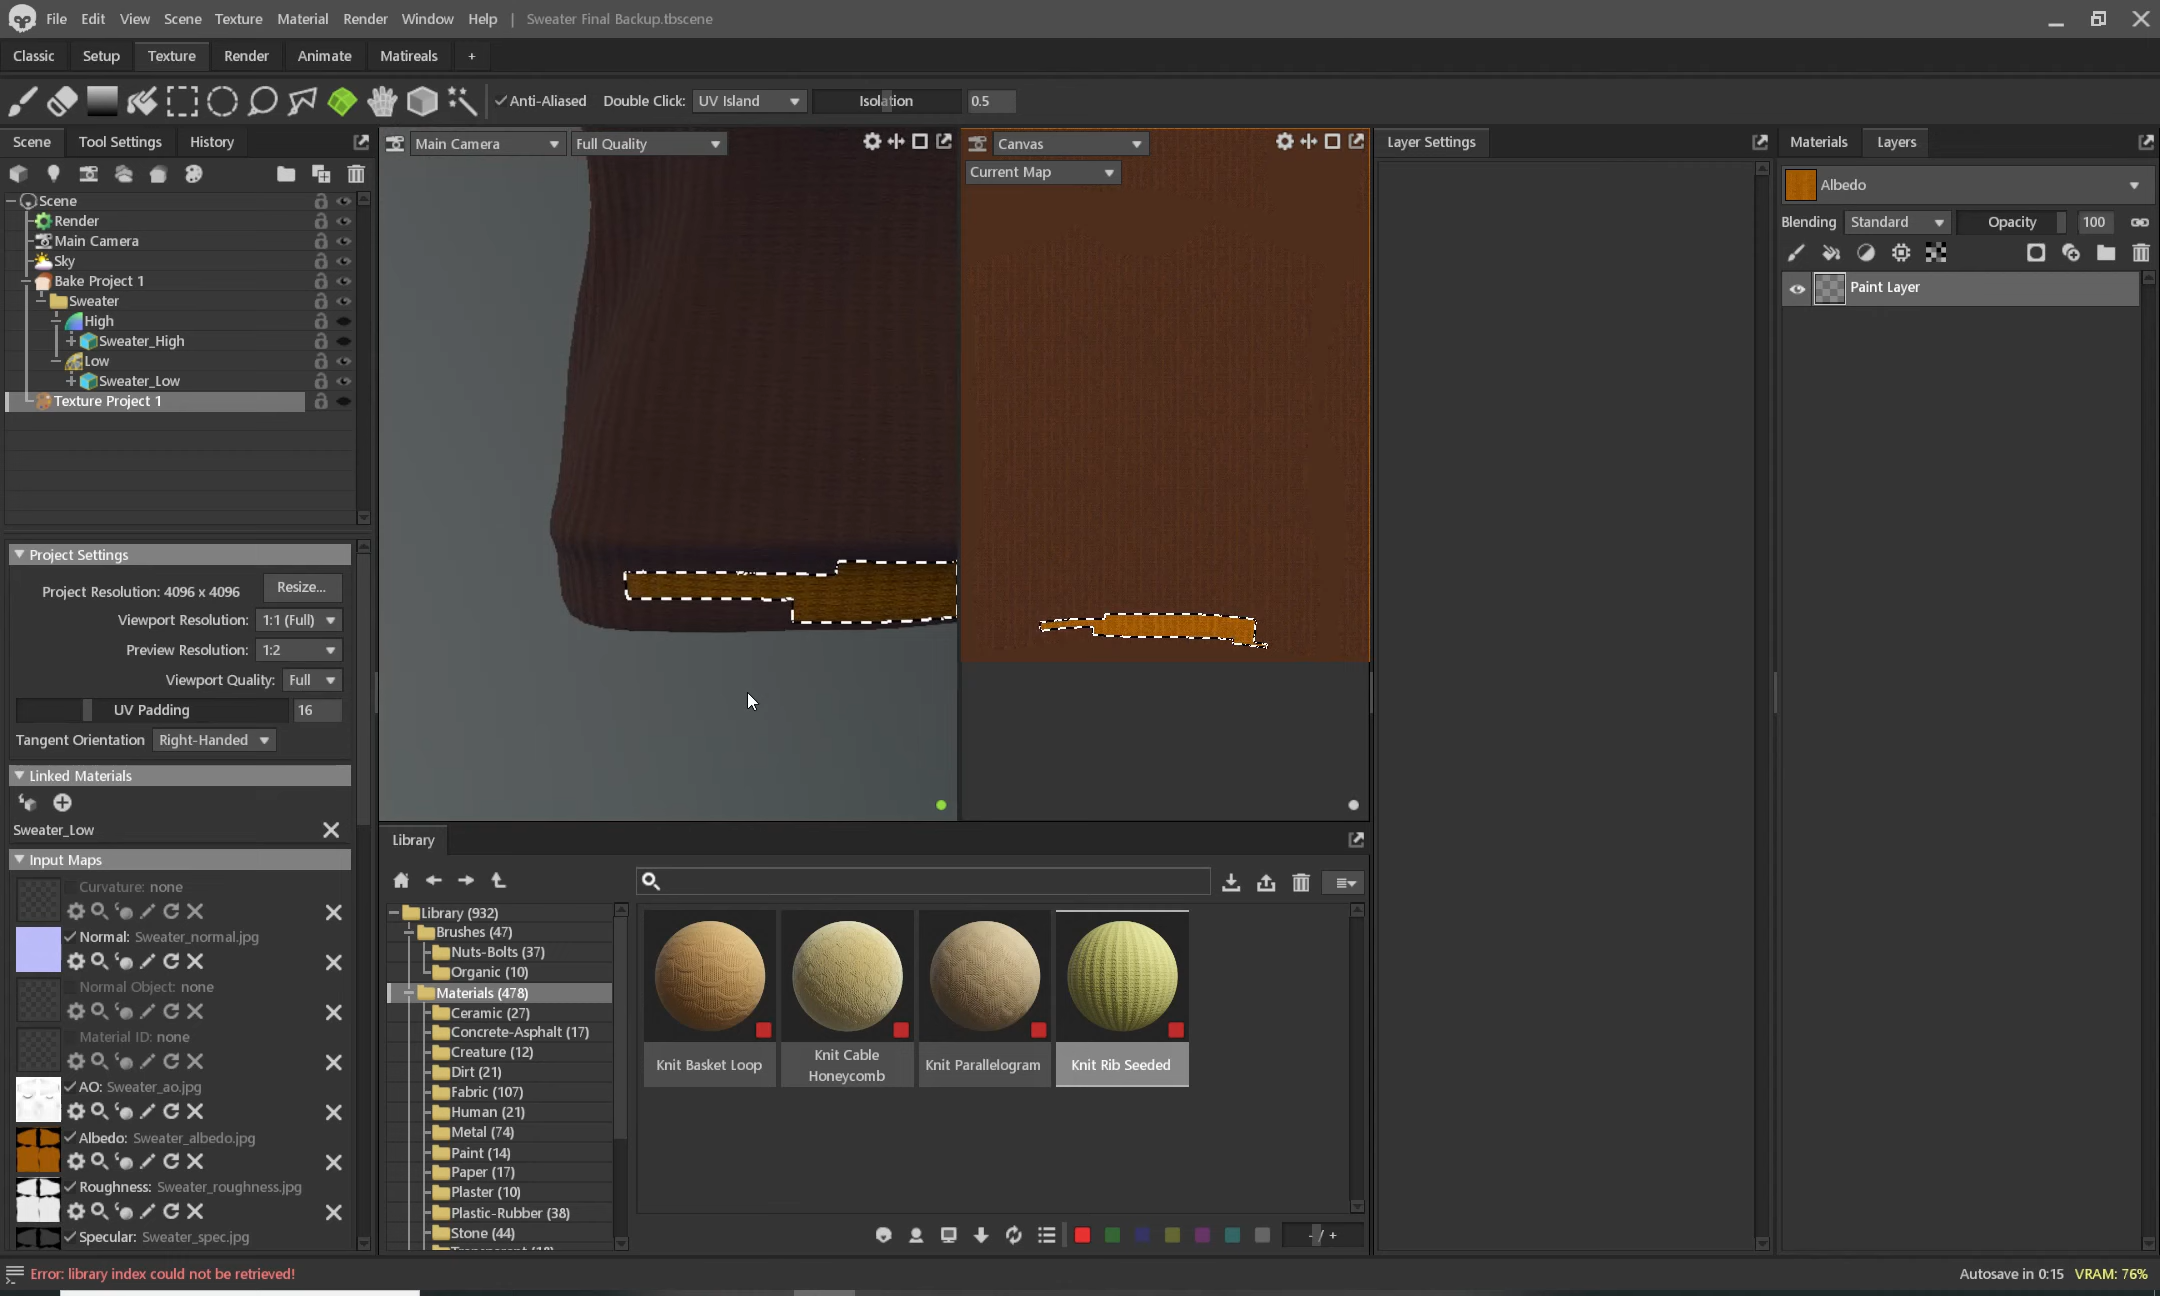 File Edit View Scene Texture Material Render Window Help | Sweater Final Backup.tbscene
Classic Setup Texture Render Animate Matireals +
Anti-Aliased Double Click: UV Island Isolation 0.5
Scene Tool Settings History
Main Camera Full Quality
Canvas
Current Map
Layer Settings
Materials Layers
Albedo
Blending Standard Opacity 100
Paint Layer
Scene
Render
Main Camera
Sky
Bake Project 1
Sweater
High
Sweater_High
Low
Sweater_Low
Texture Project 1
Project Settings
Project Resolution: 4096 x 4096 Resize...
Viewport Resolution: 1:1 (Full)
Preview Resolution: 1:2
Viewport Quality: Full
UV Padding 16
Tangent Orientation Right-Handed
Linked Materials
Sweater_Low
Input Maps
Curvature: none
Normal: Sweater_normal.jpg
Normal Object: none
Material ID: none
AO: Sweater_ao.jpg
Albedo: Sweater_albedo.jpg
Roughness: Sweater_roughness.jpg
Specular: Sweater_spec.jpg
Library
Library (932)
Brushes (47)
Nuts-Bolts (37)
Organic (10)
Materials (478)
Ceramic (27)
Concrete-Asphalt (17)
Creature (12)
Dirt (21)
Fabric (107)
Human (21)
Metal (74)
Paint (14)
Paper (17)
Plaster (10)
Plastic-Rubber (38)
Stone (44)
Knit Basket Loop
Knit Cable
Honeycomb
Knit Parallelogram
Knit Rib Seeded
- / +
Error: library index could not be retrieved!
Autosave in 0:15 VRAM: 76%